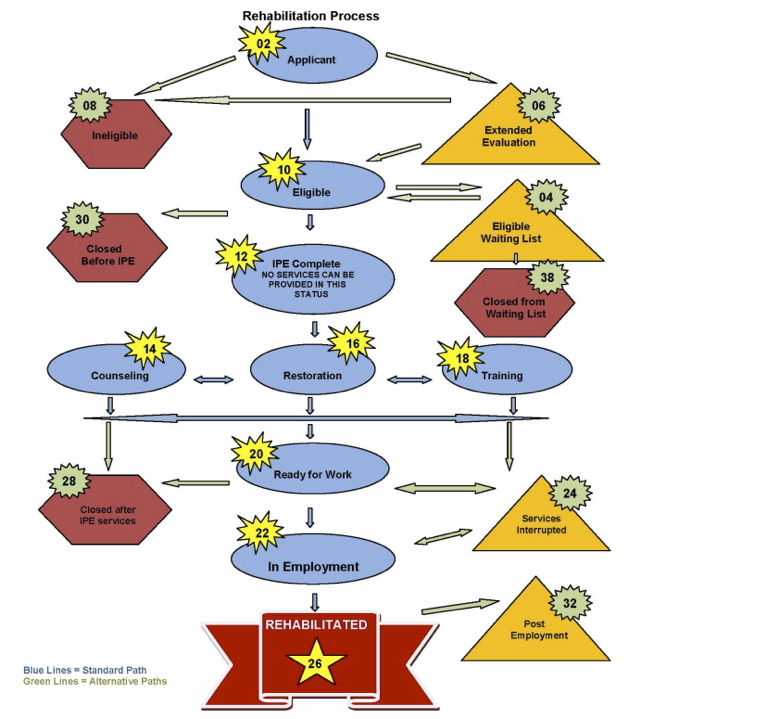 Rehabilitation Process
02
Applicant
08
Ineligible
06
Extended
Evaluation
10
Eligible
04
Eligible
Waiting List
30
Closed
Before IPE
12
IPE Complete
NO SERVICES CAN BE
PROVIDED IN THIS
STATUS
38
Closed from
Waiting List
14
Counseling
16
Restoration
18
Training
20
Ready for Work
28
Closed after
IPE services
24
Services
Interrupted
22
In Employment
32
Post
Employment
REHABILITATED
26
Blue Lines = Standard Path
Green Lines = Alternative Paths